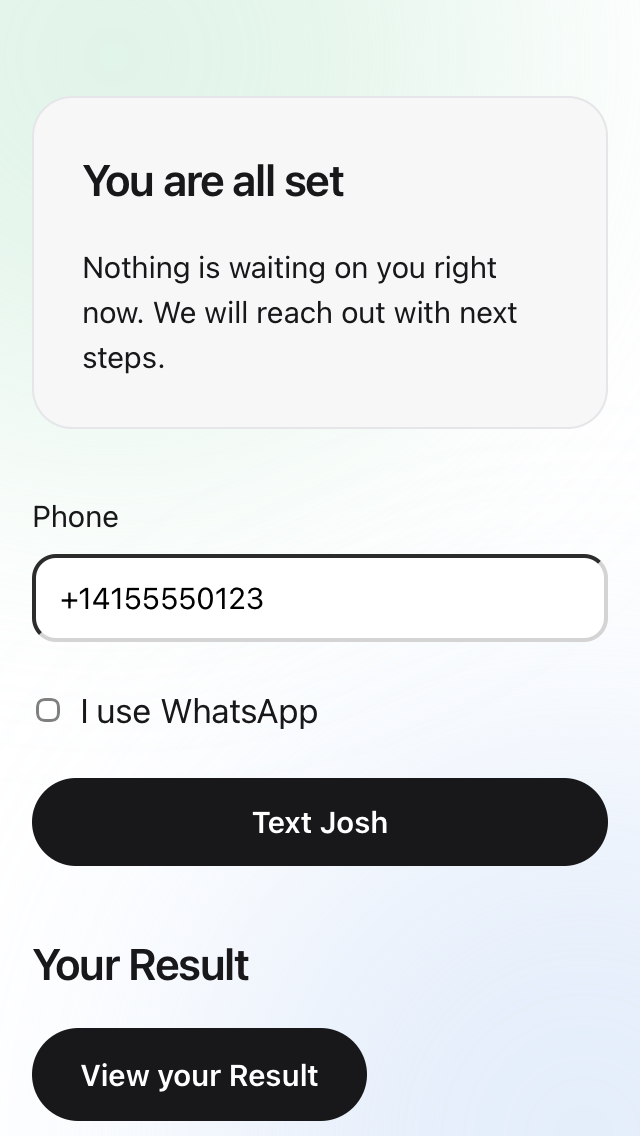 You are all set
Nothing is waiting on you right
now. We will reach out with next
steps.
Phone
+14155550123
I use WhatsApp
Text Josh
Your Result
View your Result